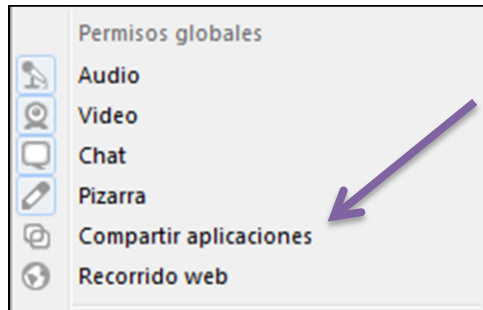 Permisos globales
Audio
Video
Chat
Pizarra
Compartir aplicaciones
Recorrido web